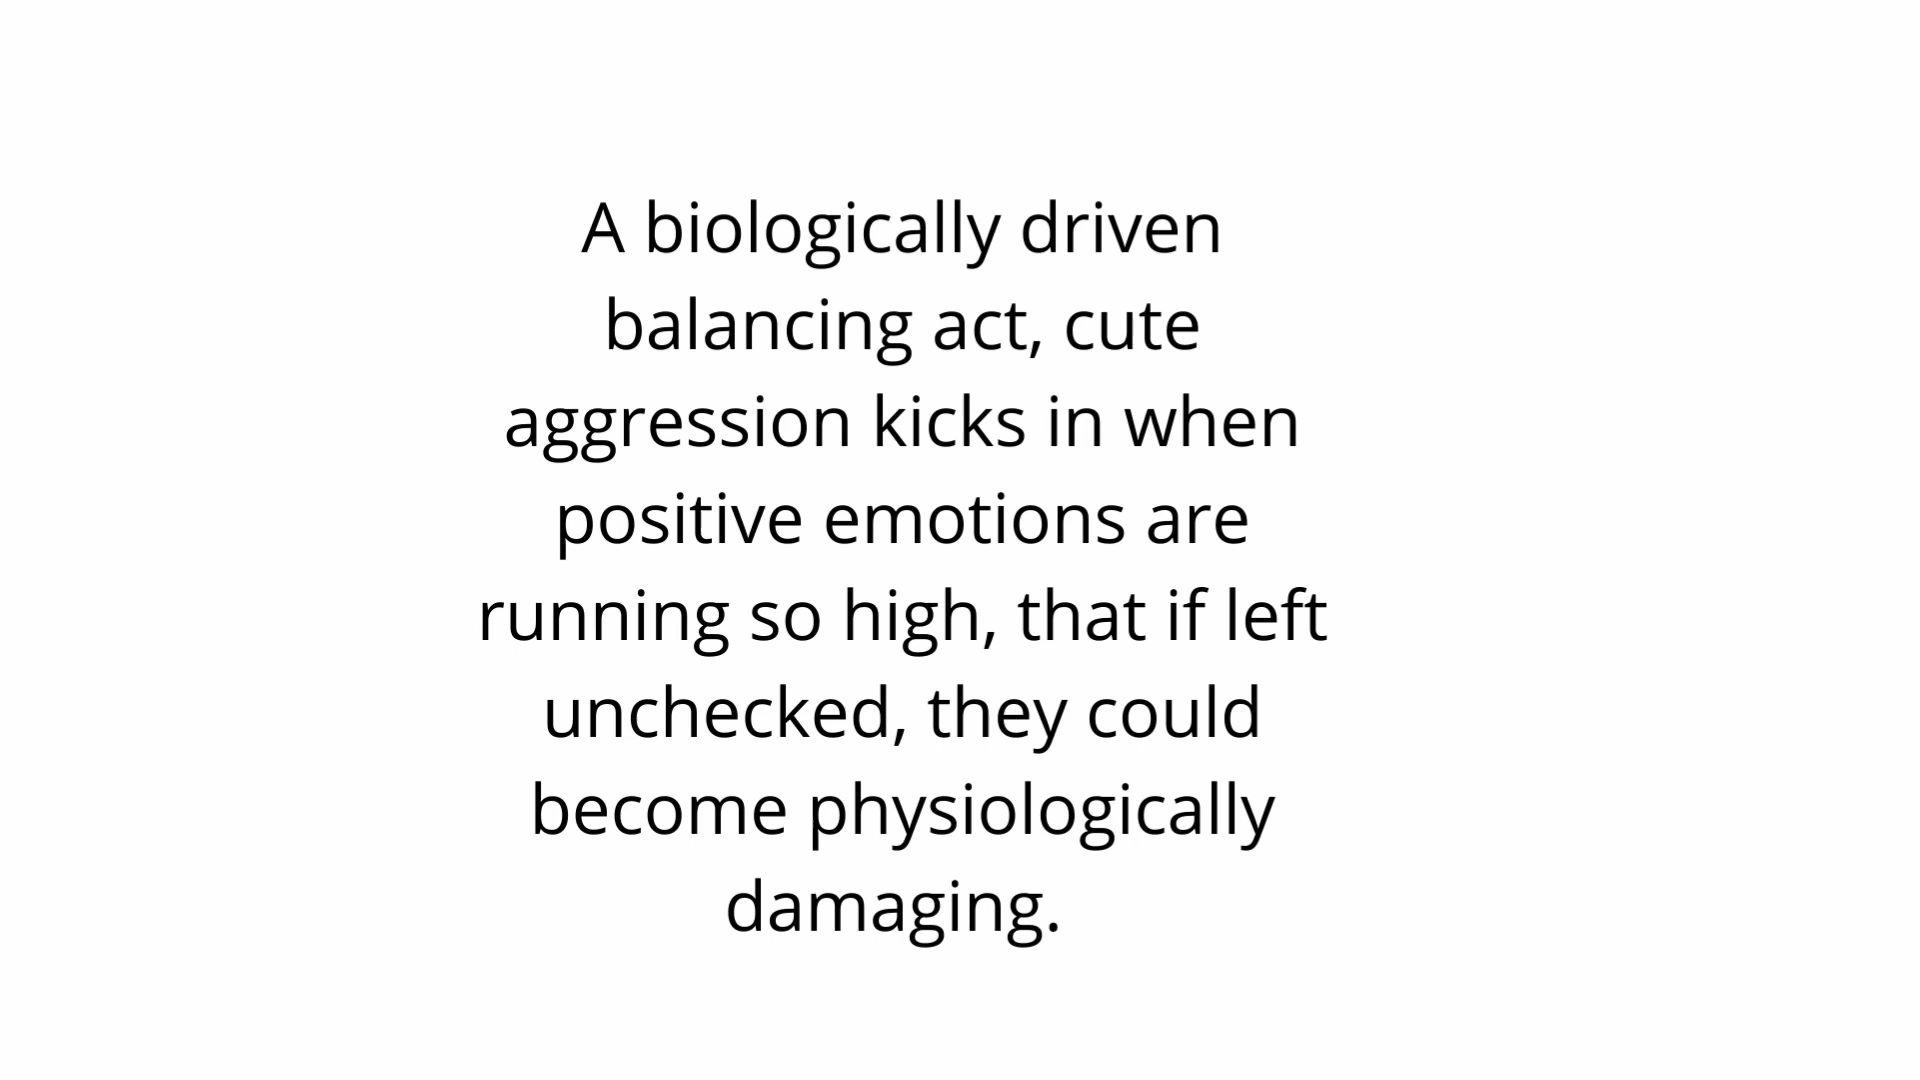 A biologically driven
balancing act, cute
aggression kicks in when
positive emotions are
running so high, that if left
unchecked, they could
become physiologically
damaging.